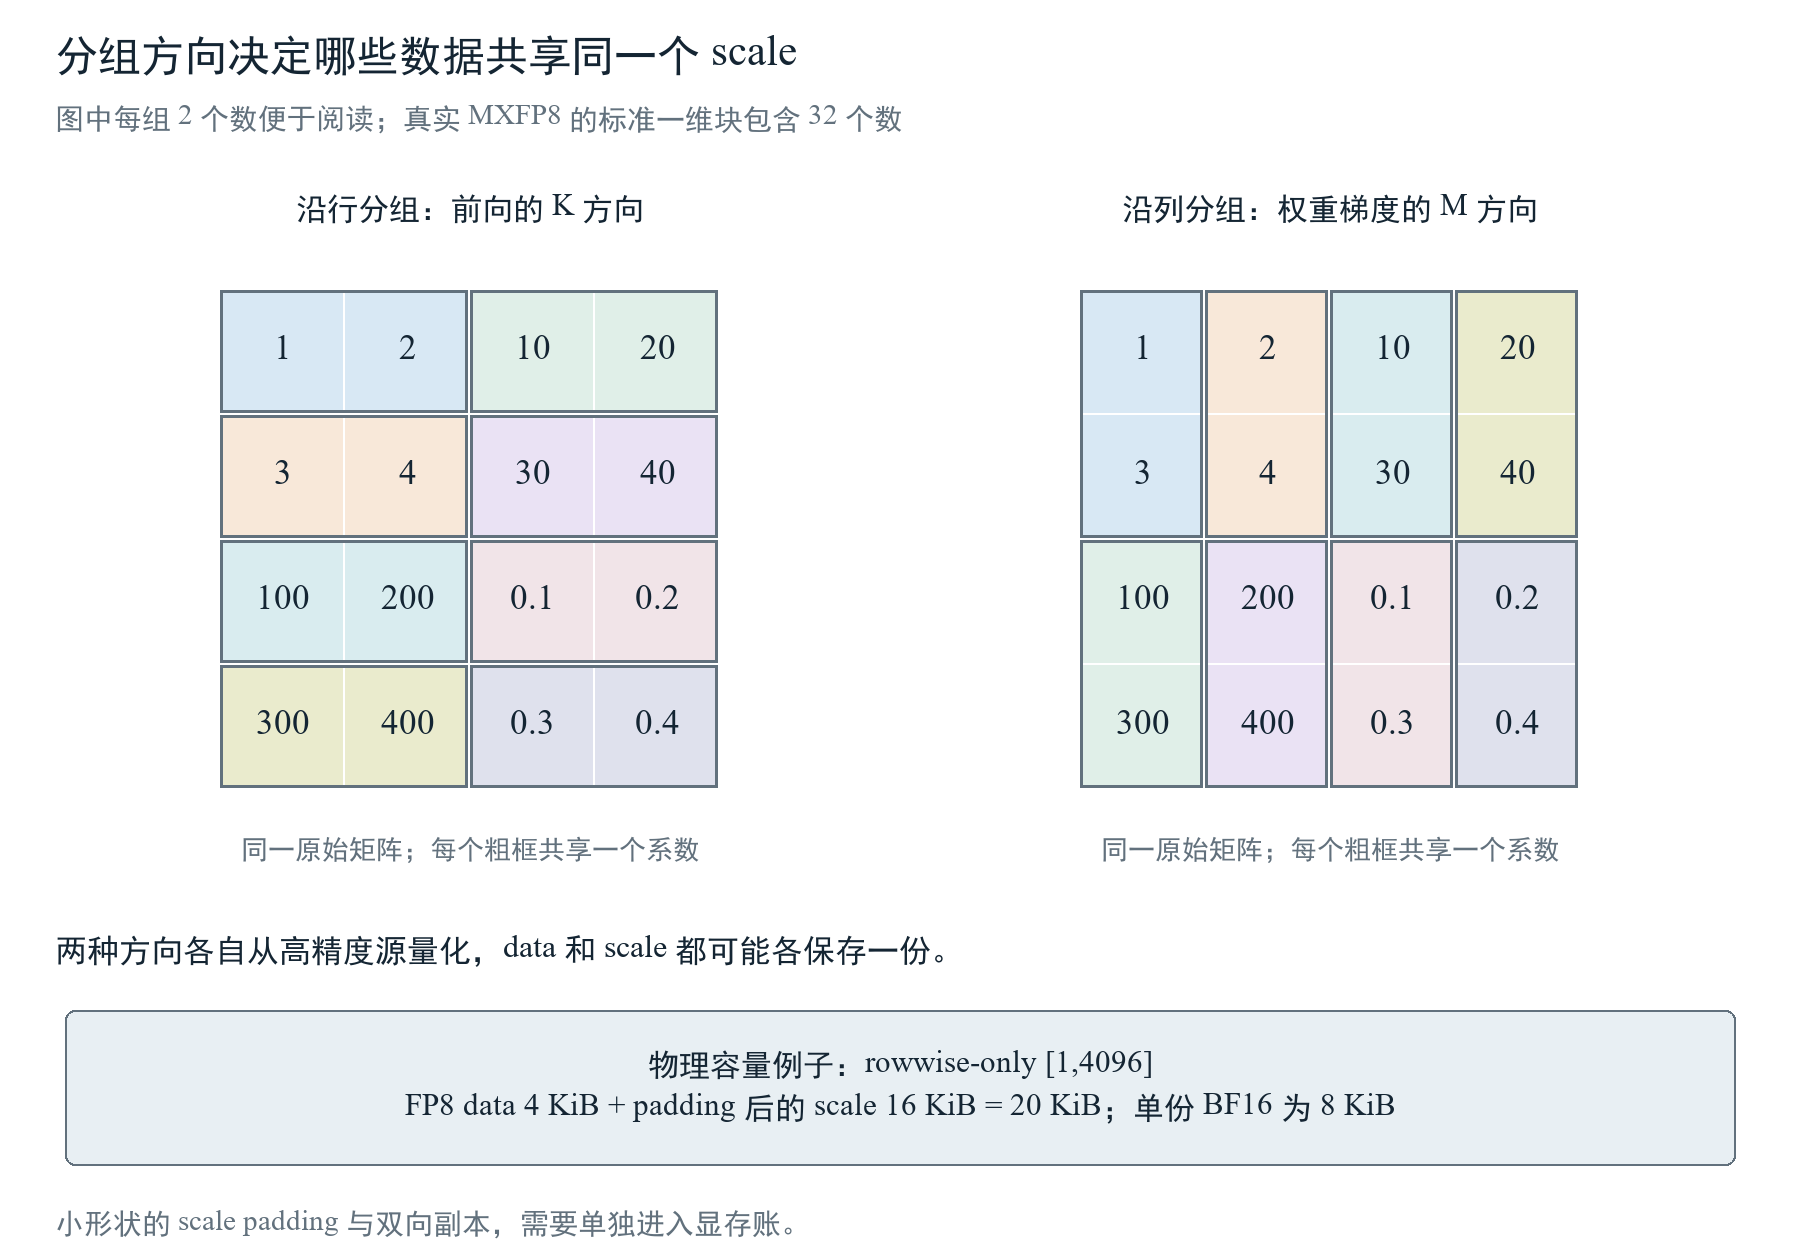 分组方向决定哪些数据共享同一个 scale
图中每组 2 个数便于阅读；真实 MXFP8 的标准一维块包含 32 个数
沿行分组：前向的 K 方向
1 2 10 20
3 4 30 40
100 200 0.1 0.2
300 400 0.3 0.4
同一原始矩阵；每个粗框共享一个系数
沿列分组：权重梯度的 M 方向
1 2 10 20
3 4 30 40
100 200 0.1 0.2
300 400 0.3 0.4
同一原始矩阵；每个粗框共享一个系数
两种方向各自从高精度源量化，data 和 scale 都可能各保存一份。
物理容量例子：rowwise-only [1,4096]
FP8 data 4 KiB + padding 后的 scale 16 KiB = 20 KiB；单份 BF16 为 8 KiB
小形状的 scale padding 与双向副本，需要单独进入显存账。